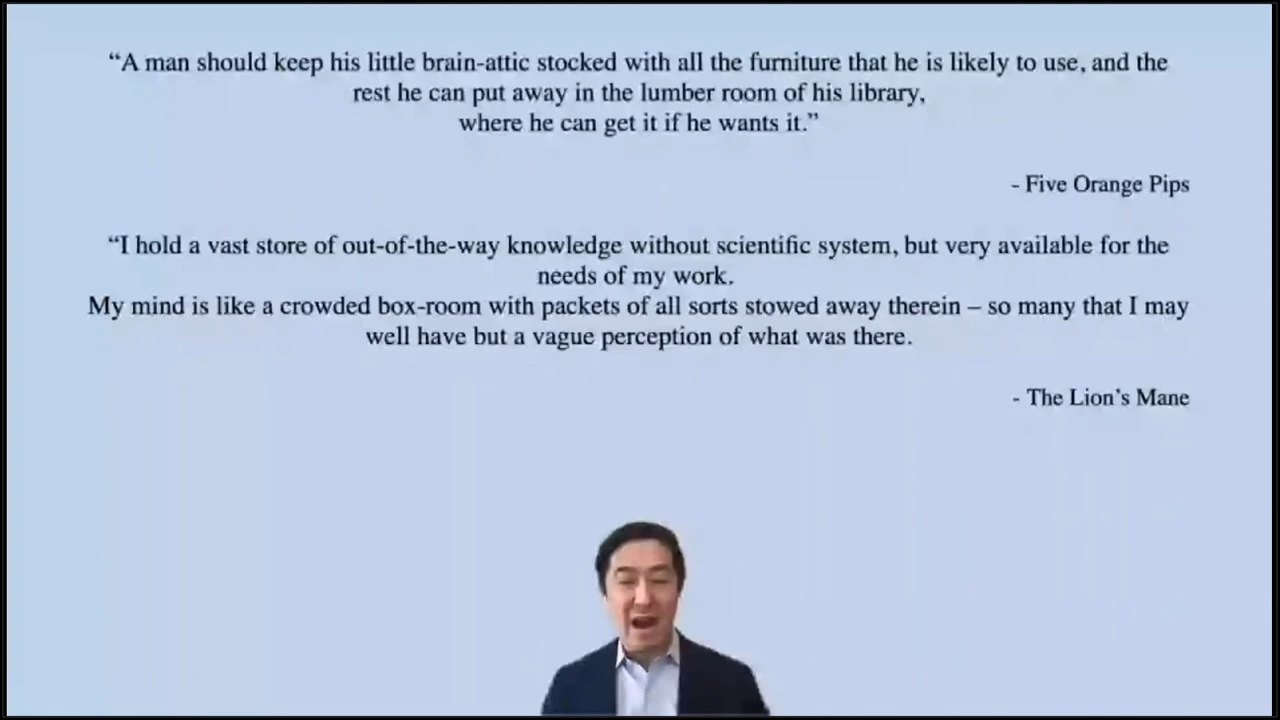 “A man should keep his little brain-attic stocked with all the furniture that he is likely to use, and the
rest he can put away in the lumber room of his library,
where he can get it if he wants it.”
- Five Orange Pips
“I hold a vast store of out-of-the-way knowledge without scientific system, but very available for the
needs of my work.
My mind is like a crowded box-room with packets of all sorts stowed away therein – so many that I may
well have but a vague perception of what was there.
- The Lion’s Mane